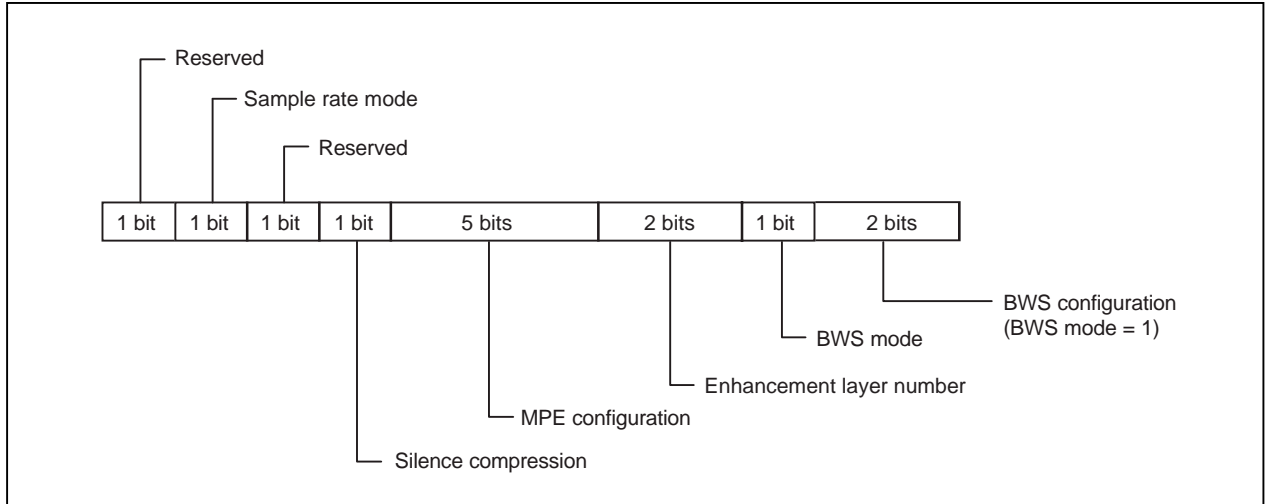 Reserved
Sample rate mode
Reserved
1 bit 1 bit 1 bit 1 bit 5 bits 2 bits 1 bit 2 bits
BWS configuration
(BWS mode = 1)
BWS mode
Enhancement layer number
MPE configuration
Silence compression